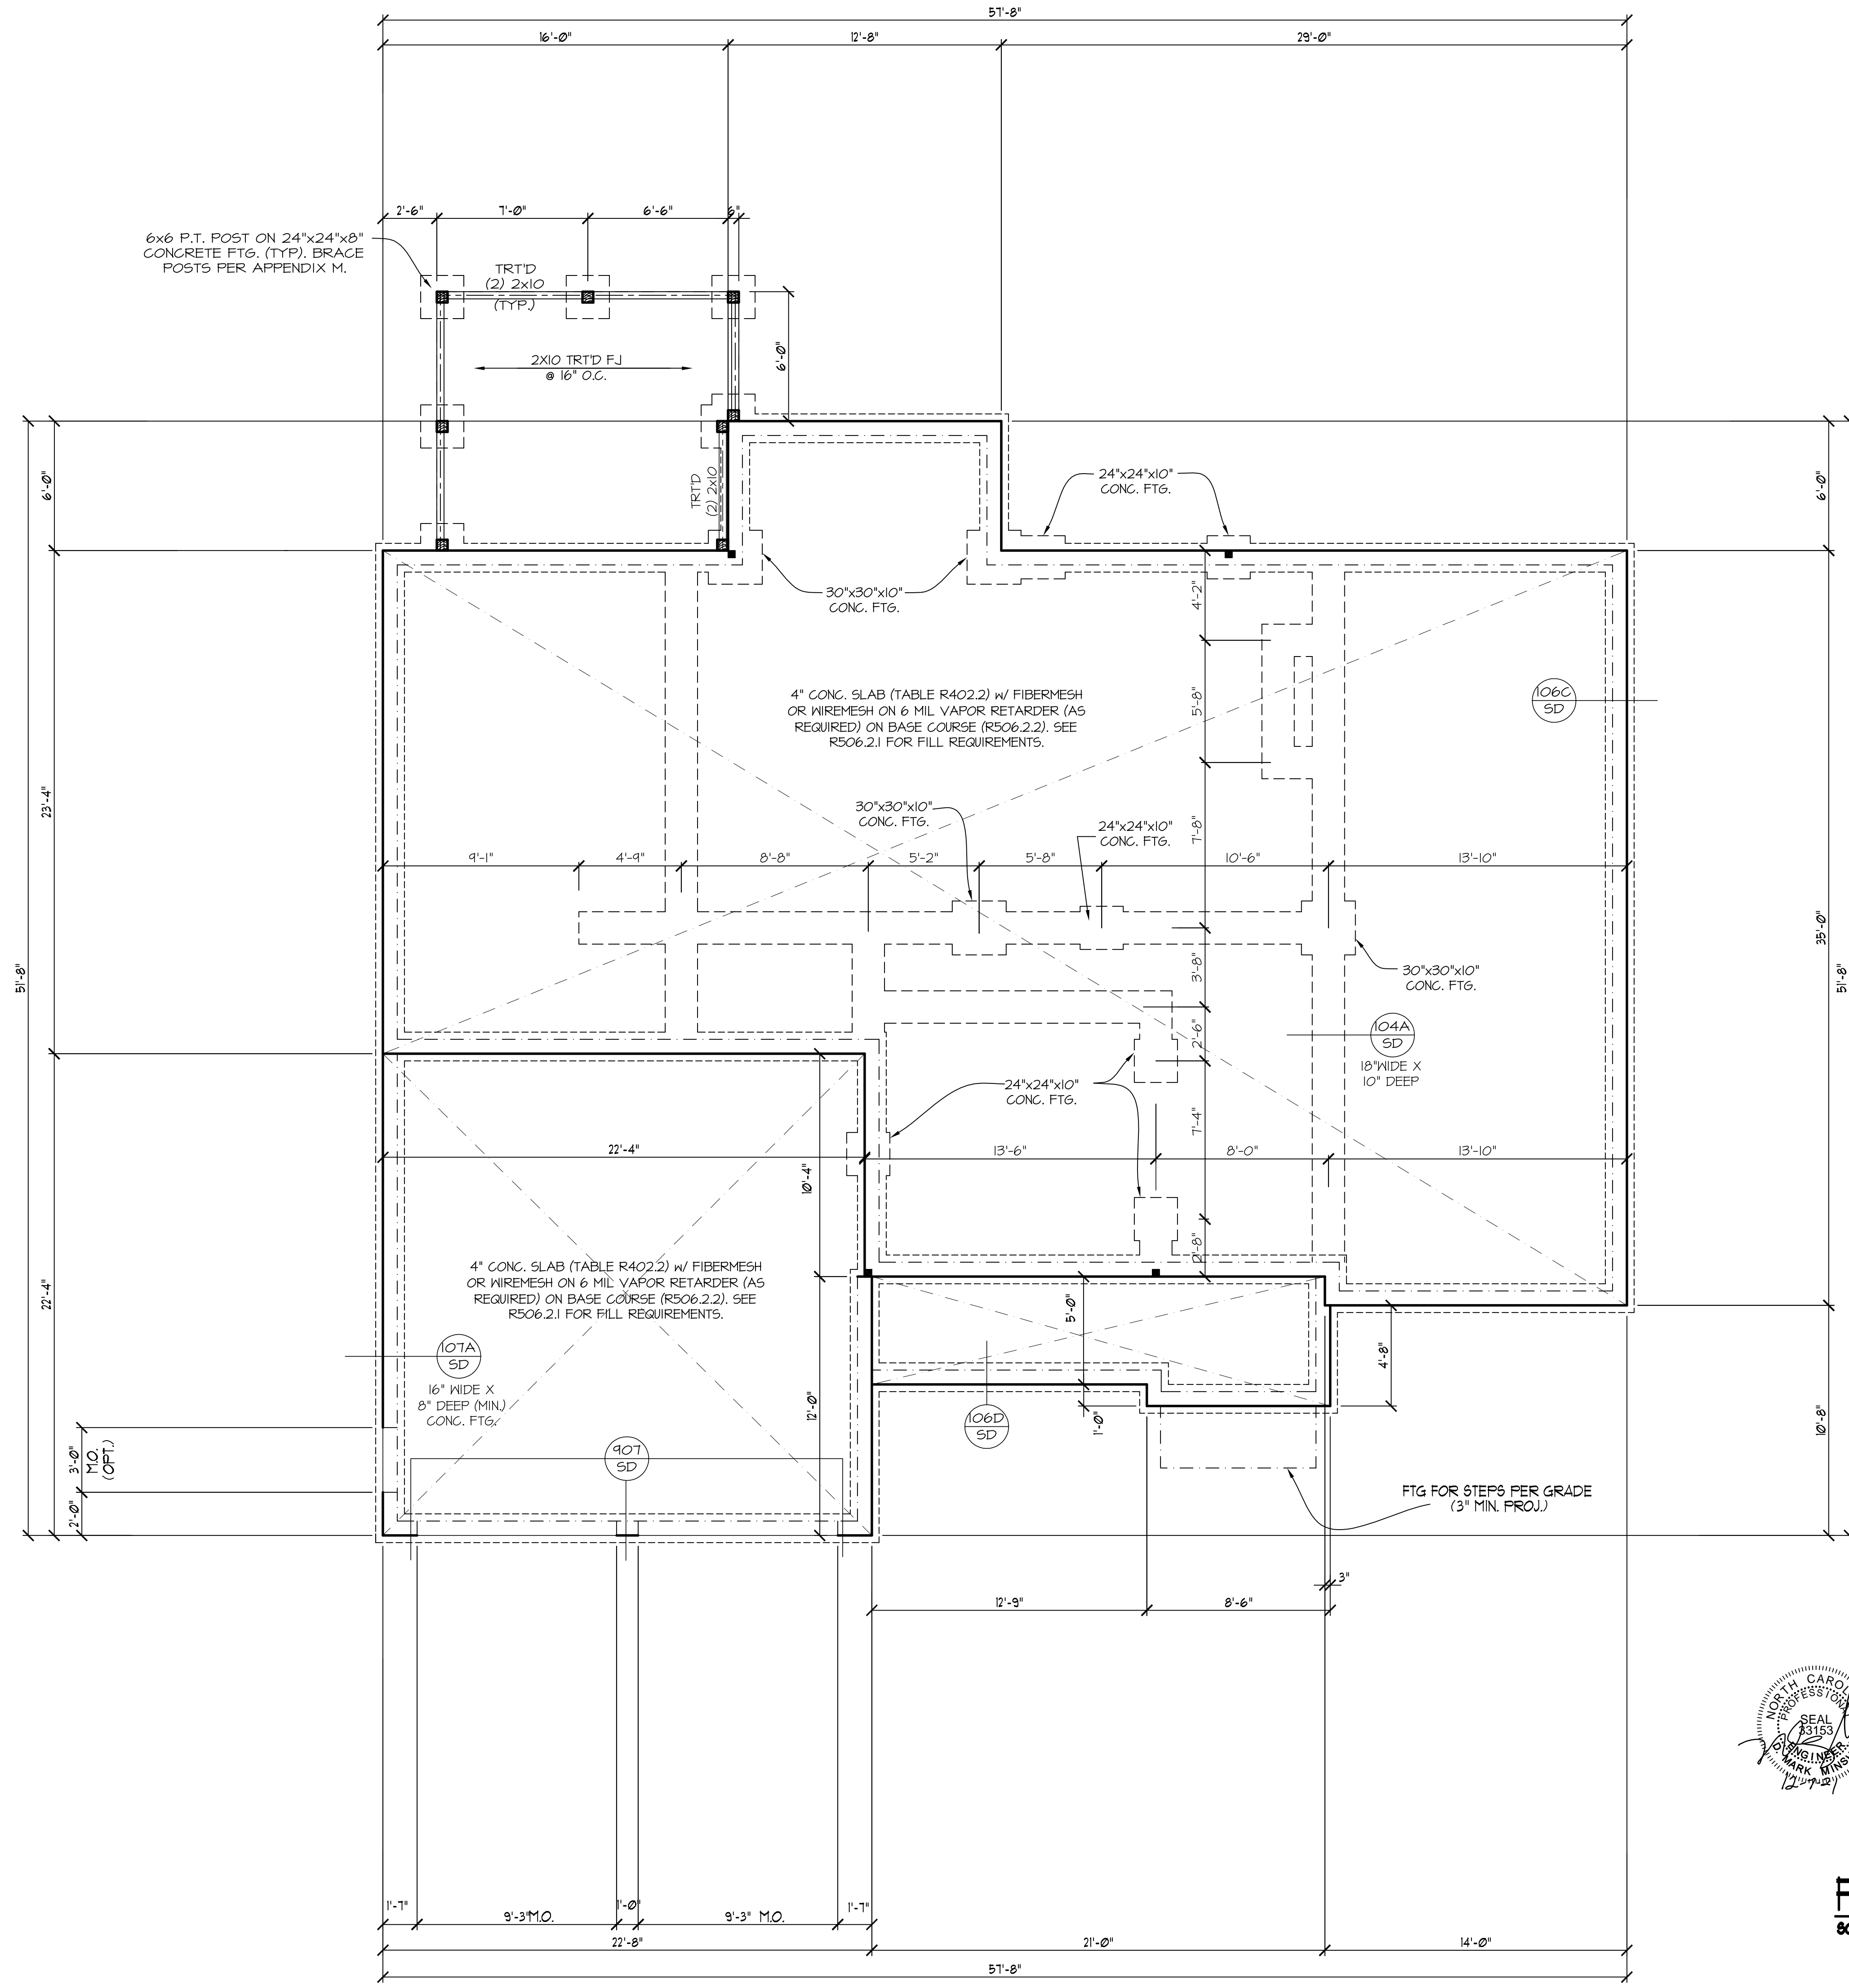 57'-8"
16'-0"
12'-8"
29'-0"
2'-6"
7'-0"
6'-6"
6"
6x6 P.T. POST ON 24"x24"x8"
CONCRETE FTG. (TYP). BRACE
POSTS PER APPENDIX M.
TRT'D
(2) 2x10
(TYP.)
6'-0"
2X10 TRT'D FJ
@ 16" O.C.
TRT'D
(2) 2x10
24"x24"x10"
CONC. FTG.
6'-0"
6'-0"
30"x30"x10"
CONC. FTG.
4'-2"
4" CONC. SLAB (TABLE R402.2) W/ FIBERMESH
OR WIREMESH ON 6 MIL VAPOR RETARDER (AS
REQUIRED) ON BASE COURSE (R506.2.2). SEE
R506.2.1 FOR FILL REQUIREMENTS.
5'-8"
106C
SD
23'-4"
30"x30"x10"
CONC. FTG.
24"x24"x10"
CONC. FTG.
7'-8"
9'-1"
4'-9"
8'-8"
5'-2"
5'-8"
10'-6"
13'-10"
35'-0"
51'-8"
51'-8"
3'-8"
30"x30"x10"
CONC. FTG.
2'-6"
104A
SD
18"WIDE X
10" DEEP
24"x24"x10"
CONC. FTG.
7'-4"
22'-4"
13'-6"
8'-0"
13'-10"
10'-4"
2'-8"
4" CONC. SLAB (TABLE R402.2) W/ FIBERMESH
OR WIREMESH ON 6 MIL VAPOR RETARDER (AS
REQUIRED) ON BASE COURSE (R506.2.2). SEE
R506.2.1 FOR FILL REQUIREMENTS.
22'-4"
5'-0"
4'-8"
107A
SD
16" WIDE X
8" DEEP (MIN.)
CONC. FTG.
12'-0"
1'-0"
106D
SD
10'-8"
907
SD
3'-0"
M.O.
(OPT.)
2'-0"
FTG FOR STEPS PER GRADE
(3" MIN. PROJ.)
3"
12'-9"
8'-6"
NORTH CAROL
PROFESSIONA
SEAL
33153
ENGINEER
D. MARK MINS
12-7-21
1'-7"
9'-3"M.O.
1'-0"
9'-3" M.O.
1'-7"
22'-8"
21'-0"
14'-0"
57'-8"